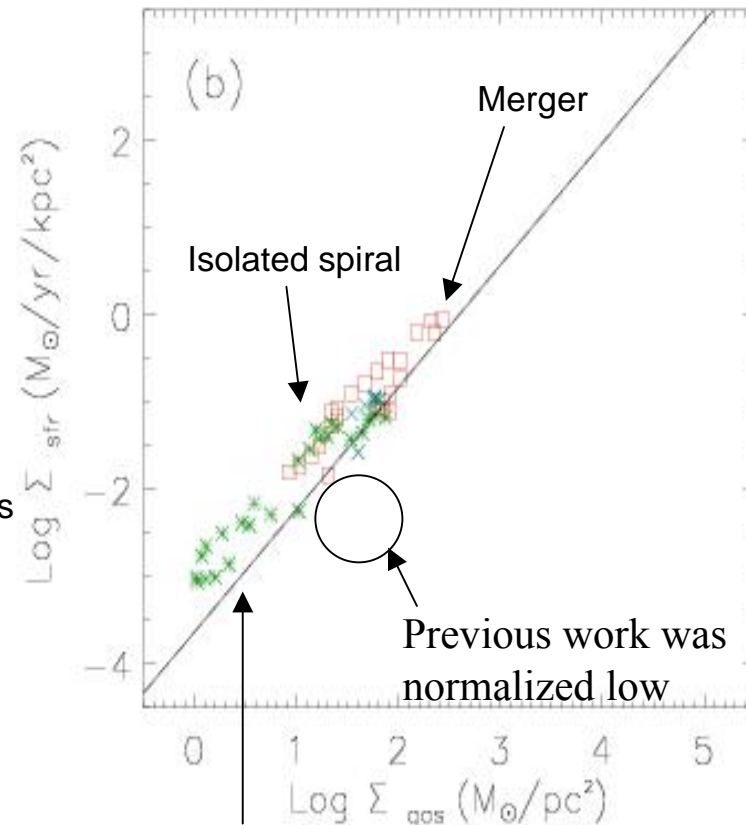 (b)
Merger
Isolated spiral
Log Σ sfr (M⊙/yr/kpc²)
2
0
−2
−4
s
Previous work was
normalized low
0 1 2 3 4 5
Log Σ gas (M⊙/pc²)